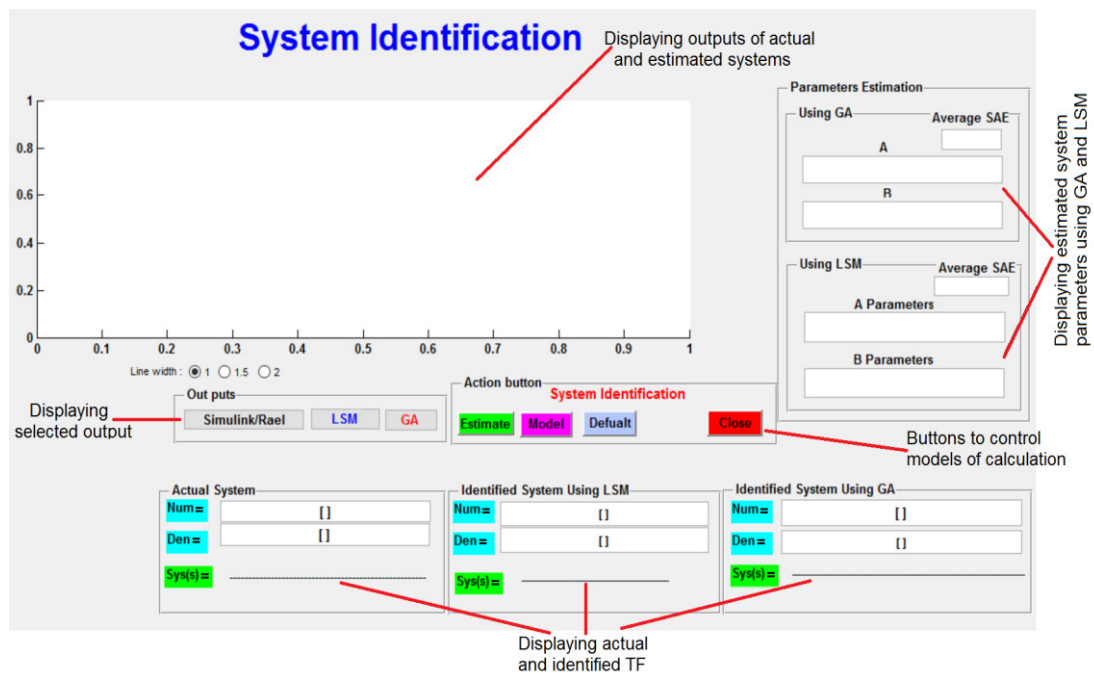 System Identification
Displaying outputs of actual
and estimated systems
1
0.8
0.6
0.4
0.2
0
0
0.1
0.2
0.3
0.4
0.5
0.6
0.7
0.8
0.9
1
Line width : 1 1.5 2
Parameters Estimation
Using GA
Average SAE
A
B
Using LSM
Average SAE
A Parameters
B Parameters
Displaying estimated system
parameters using GA and LSM
Out puts
Simulink/Rael
LSM
GA
Displaying
selected output
Action button
System Identification
Estimate
Model
Defualt
Close
Buttons to control
models of calculation
Actual System
Num=
[ ]
Den=
[ ]
Sys(s)=
Identified System Using LSM
Num=
[ ]
Den=
[ ]
Sys(s)=
Identified System Using GA
Num=
[ ]
Den=
[ ]
Sys(s)=
Displaying actual
and identified TF